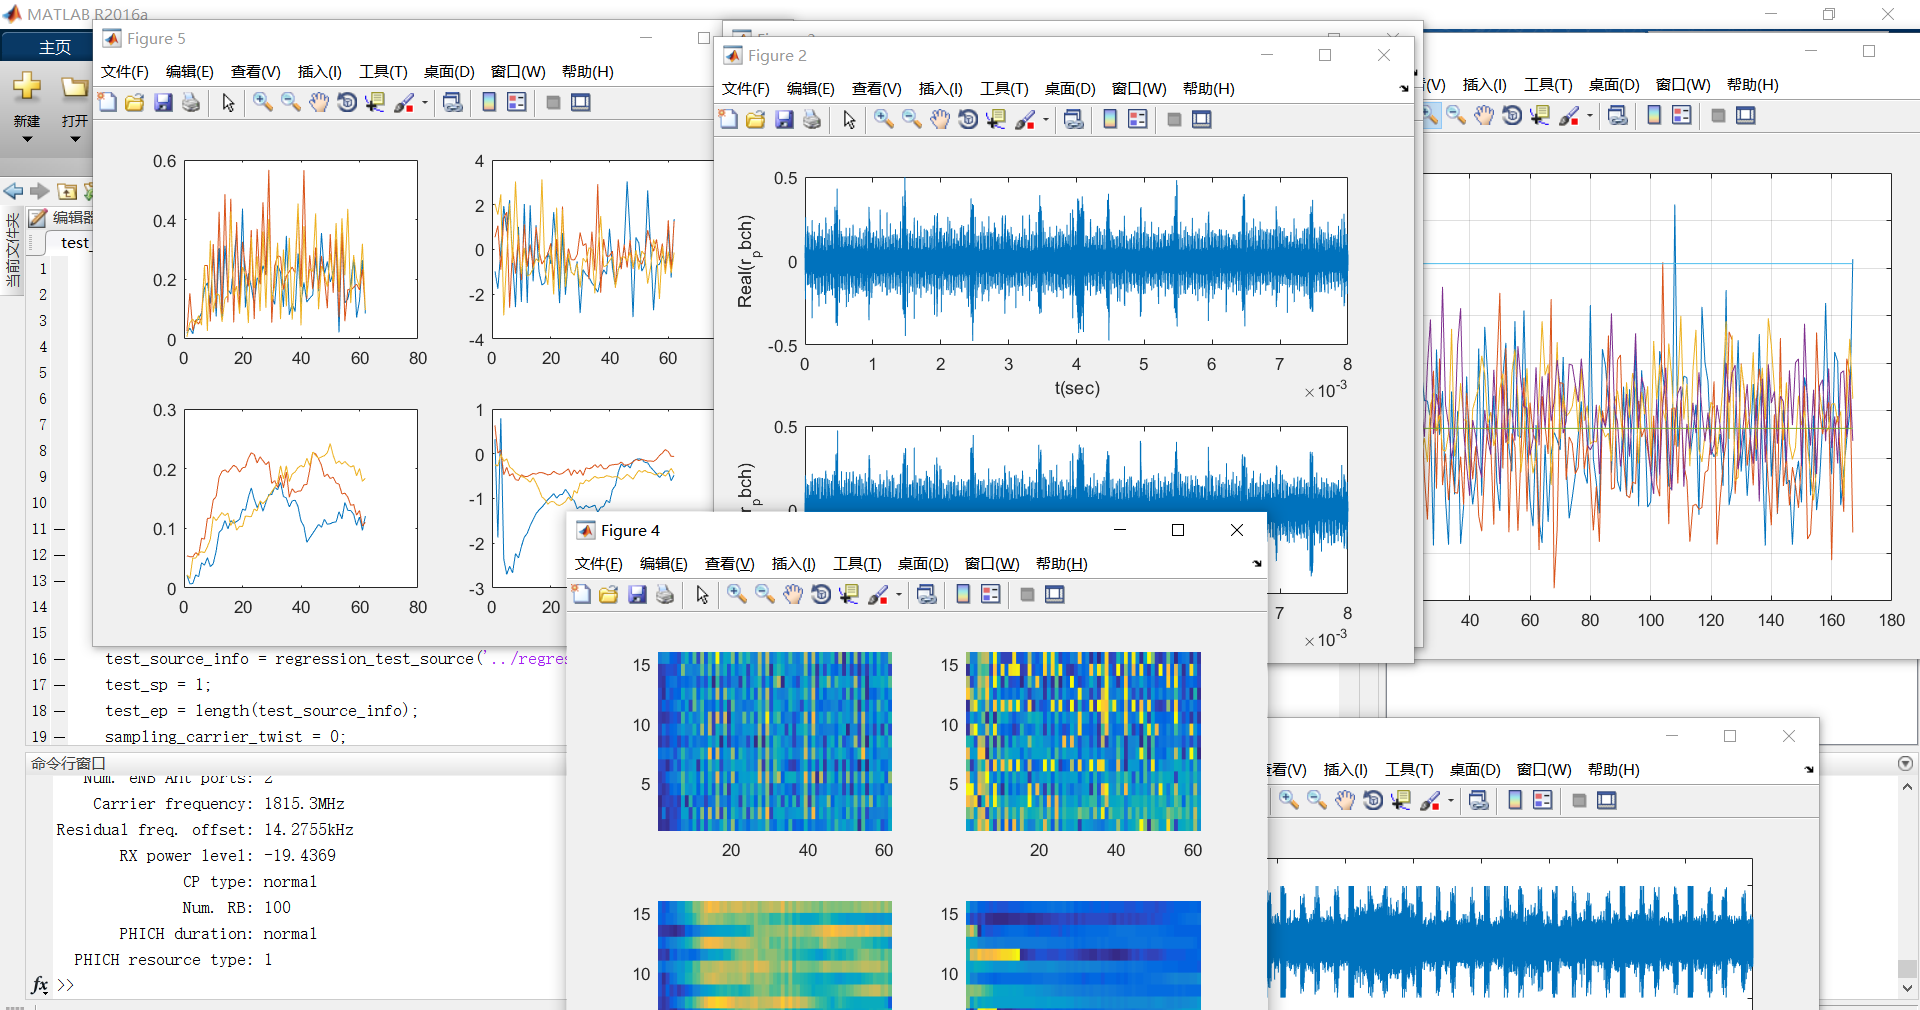 MATLAB R2016a
主页
新建
打开
当前文件夹
编辑器
test_
Figure 5
文件(F) 编辑(E) 查看(V) 插入(I) 工具(T) 桌面(D) 窗口(W) 帮助(H)
0.6
0.4
0.2
0
0 20 40 60 80
4
2
0
-2
-4
0 20 40 60
0.3
0.2
0.1
0
0 20 40 60 80
1
0
-1
-2
-3
0 20
Figure 2
文件(F) 编辑(E) 查看(V) 插入(I) 工具(T) 桌面(D) 窗口(W) 帮助(H)
0.5
0
-0.5
Real(r_pbch)
0 1 2 3 4 5 6 7 8
t(sec)
×10-3
0.5
0
r_pbch)
7 8
×10-3
(V) 插入(I) 工具(T) 桌面(D) 窗口(W) 帮助(H)
40 60 80 100 120 140 160 180
Figure 4
文件(F) 编辑(E) 查看(V) 插入(I) 工具(T) 桌面(D) 窗口(W) 帮助(H)
15
10
5
20 40 60
15
10
5
20 40 60
15
10
15
10
查看(V) 插入(I) 工具(T) 桌面(D) 窗口(W) 帮助(H)
1
2
3
4
5
6
7
8
9
10
11 —
12 —
13 —
14
15
16 — test_source_info = regression_test_source('../regres
17 — test_sp = 1;
18 — test_ep = length(test_source_info);
19 — sampling_carrier_twist = 0;
命令行窗口
Num. eNB Ant ports: 2
Carrier frequency: 1815.3MHz
Residual freq. offset: 14.2755kHz
RX power level: -19.4369
CP type: normal
Num. RB: 100
PHICH duration: normal
PHICH resource type: 1
fx >>